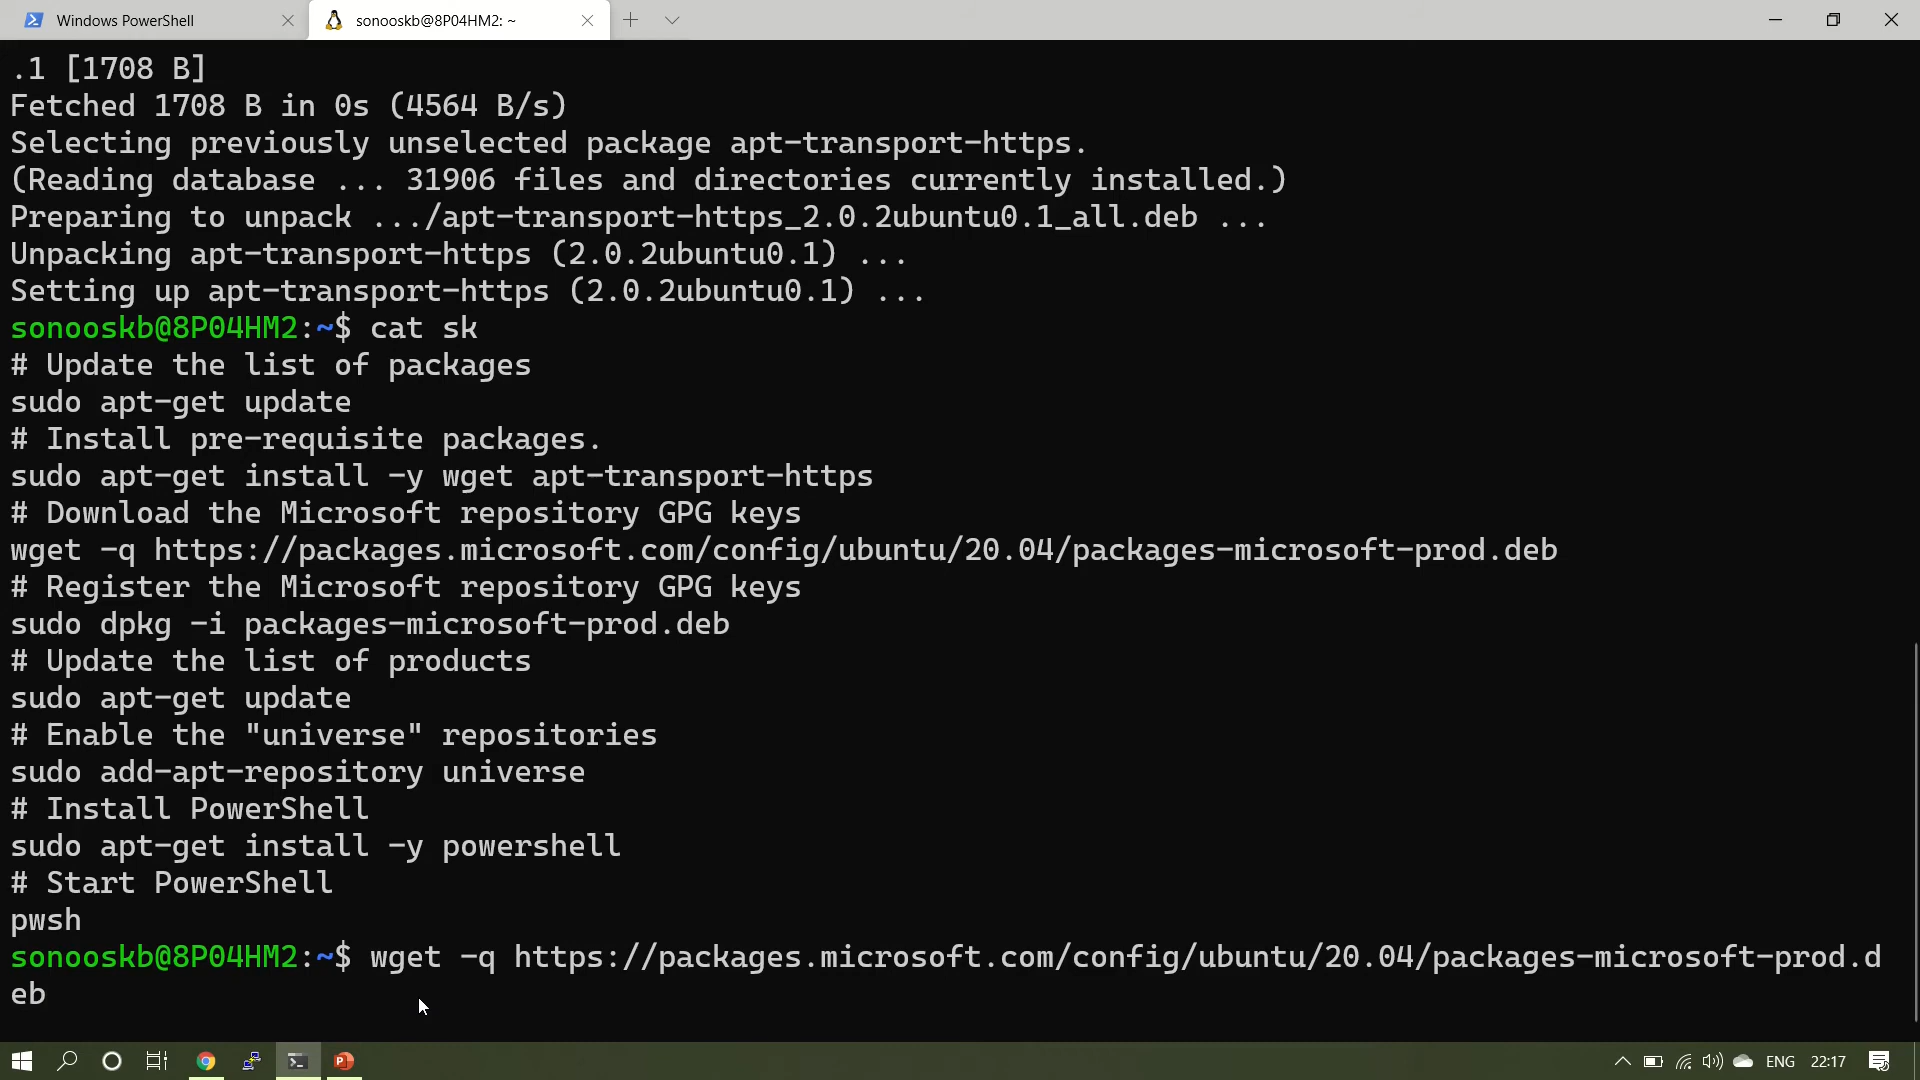 Windows PowerShell
sonooskb@8P04HM2: ~
.1 [1708 B]
Fetched 1708 B in 0s (4564 B/s)
Selecting previously unselected package apt-transport-https.
(Reading database ... 31906 files and directories currently installed.)
Preparing to unpack .../apt-transport-https_2.0.2ubuntu0.1_all.deb ...
Unpacking apt-transport-https (2.0.2ubuntu0.1) ...
Setting up apt-transport-https (2.0.2ubuntu0.1) ...
sonooskb@8P04HM2:~$ cat sk
# Update the list of packages
sudo apt-get update
# Install pre-requisite packages.
sudo apt-get install -y wget apt-transport-https
# Download the Microsoft repository GPG keys
wget -q https://packages.microsoft.com/config/ubuntu/20.04/packages-microsoft-prod.deb
# Register the Microsoft repository GPG keys
sudo dpkg -i packages-microsoft-prod.deb
# Update the list of products
sudo apt-get update
# Enable the "universe" repositories
sudo add-apt-repository universe
# Install PowerShell
sudo apt-get install -y powershell
# Start PowerShell
pwsh
sonooskb@8P04HM2:~$ wget -q https://packages.microsoft.com/config/ubuntu/20.04/packages-microsoft-prod.d
eb
ENG
22:17